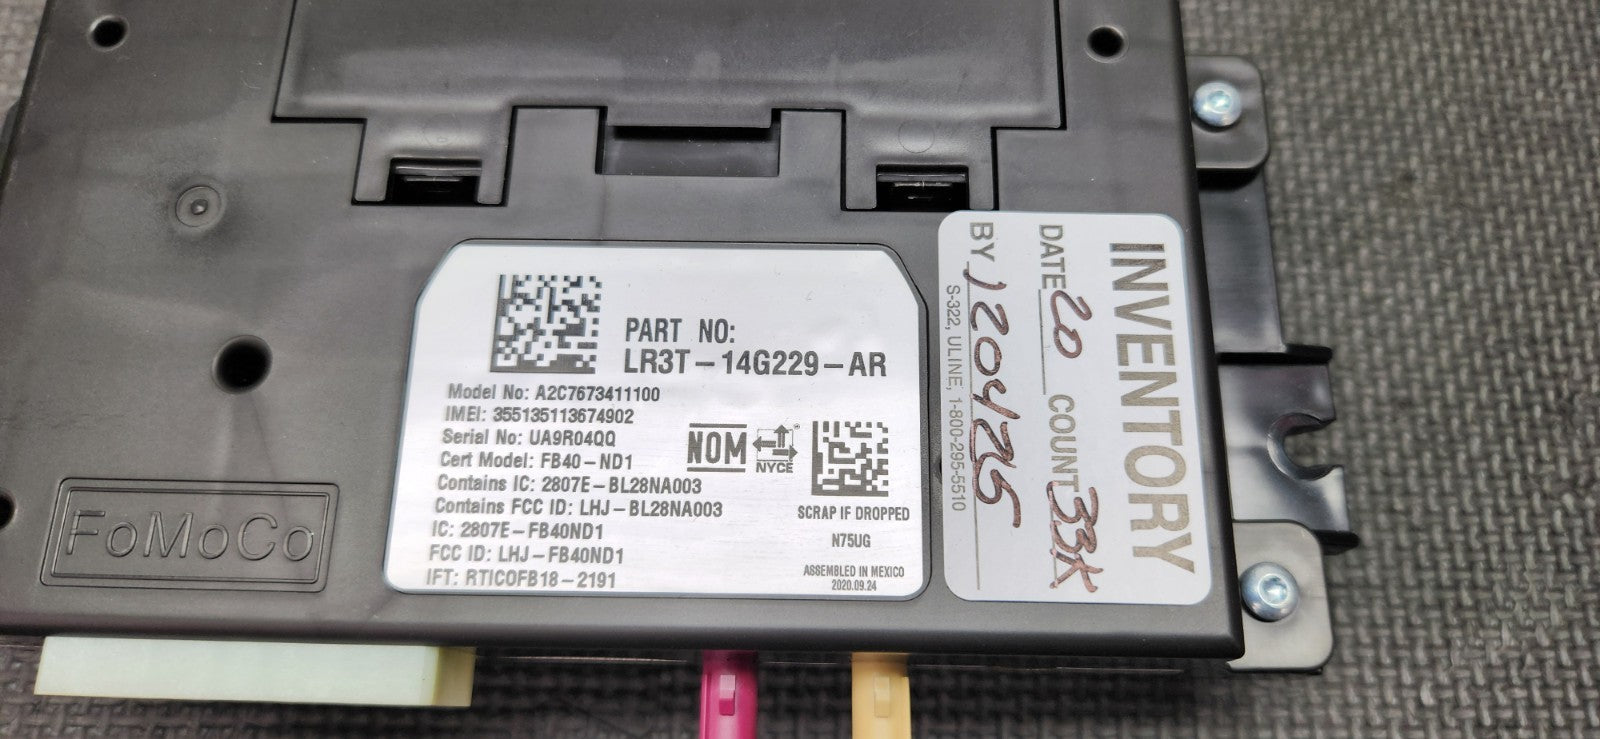 PART NO:
LR3T-14G229-AR
Model No: A2C7673411100
IMEI: 355135113674902
Serial No: UA9R04QQ
Cert Model: FB40-ND1
Contains IC: 2807E-BL28NA003
Contains FCC ID: LHJ-BL28NA003
IC: 2807E-FB40ND1
FCC ID: LHJ-FB40ND1
IFT: RTICOFB18-2191
NOM
NYCE
SCRAP IF DROPPED
N75UG
ASSEMBLED IN MEXICO
2020.09.24
FoMoCo
INVENTORY
DATE 20 COUNT 33K
BY 120425
S-322, ULINE, 1-800-295-5510